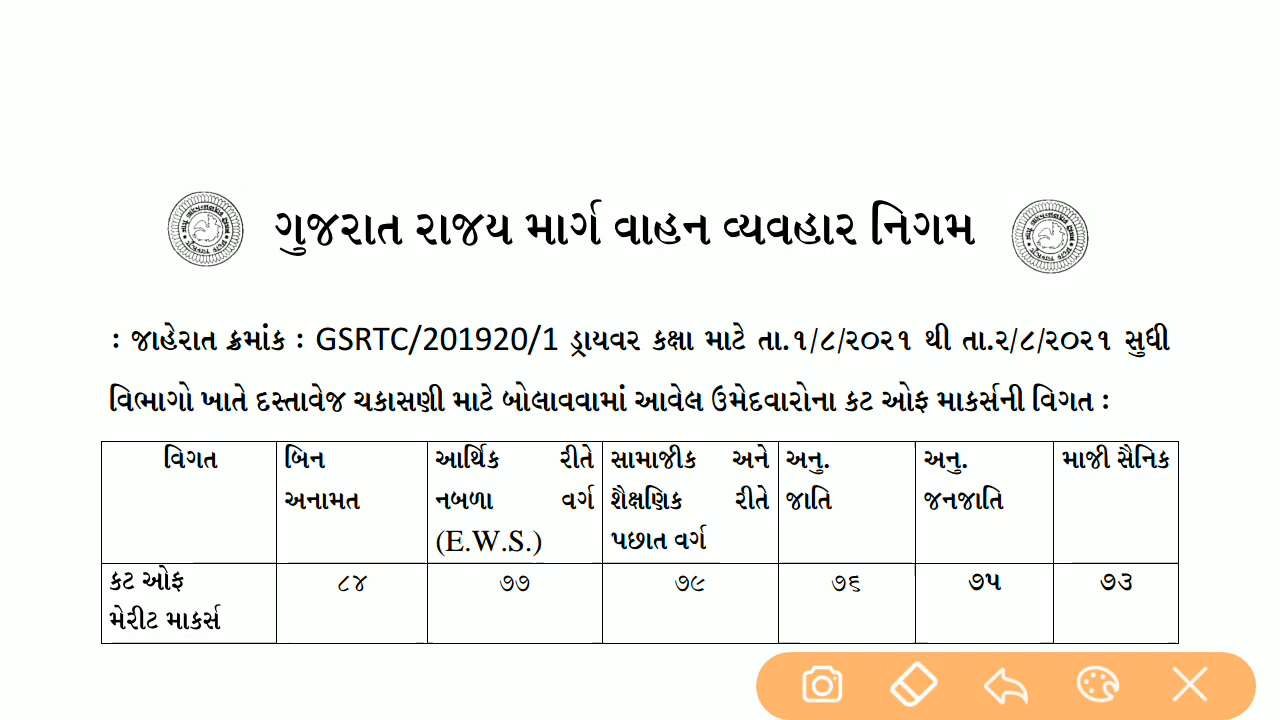 ગુજરાત રાજય માર્ગ વાહન વ્યવહાર નિગમ
: જાહેરાત ક્રમાંક : GSRTC/201920/1 ડ્રાયવર કક્ષા માટે તા.૧/૮/૨૦૨૧ થી તા.૨/૮/૨૦૨૧ સુધી
વિભાગો ખાતે દસ્તાવેજ ચકાસણી માટે બોલાવવામાં આવેલ ઉમેદવારોના કટ ઓફ માકર્સની વિગત :
વિગત બિન આર્થિક રીતે સામાજીક અને અનુ. અનુ. માજી સૈનિક
અનામત નબળા વર્ગ શૈક્ષણિક રીતે જાતિ જનજાતિ
(E.W.S.) પછાત વર્ગ
કટ ઓફ ૮૪ ૭૭ ૭૯ ૭૬ ૭૫ ૭૩
મેરીટ માકર્સ